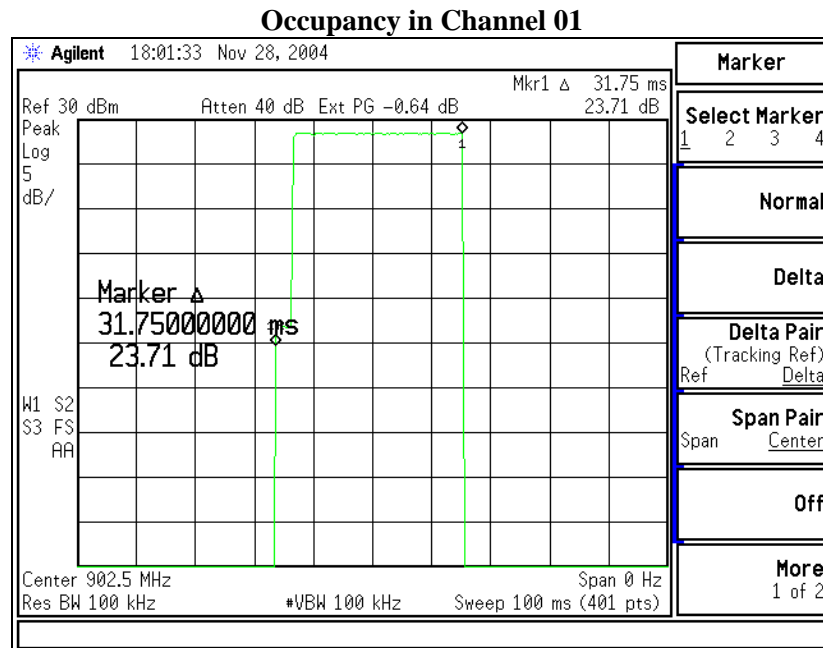 Occupancy in Channel 01
Agilent 18:01:33 Nov 28, 2004
Mkr1 Δ 31.75 ms
Ref 30 dBm Atten 40 dB Ext PG -0.64 dB 23.71 dB
Peak
Log
5
dB/
1
Marker Δ
31.75000000 ms
23.71 dB
W1 S2
S3 FS
AA
Center 902.5 MHz Span 0 Hz
Res BW 100 kHz #VBW 100 kHz Sweep 100 ms (401 pts)
Marker
Select Marker
1 2 3 4
Normal
Delta
Delta Pair
(Tracking Ref)
Ref Delta
Span Pair
Span Center
Off
More
1 of 2